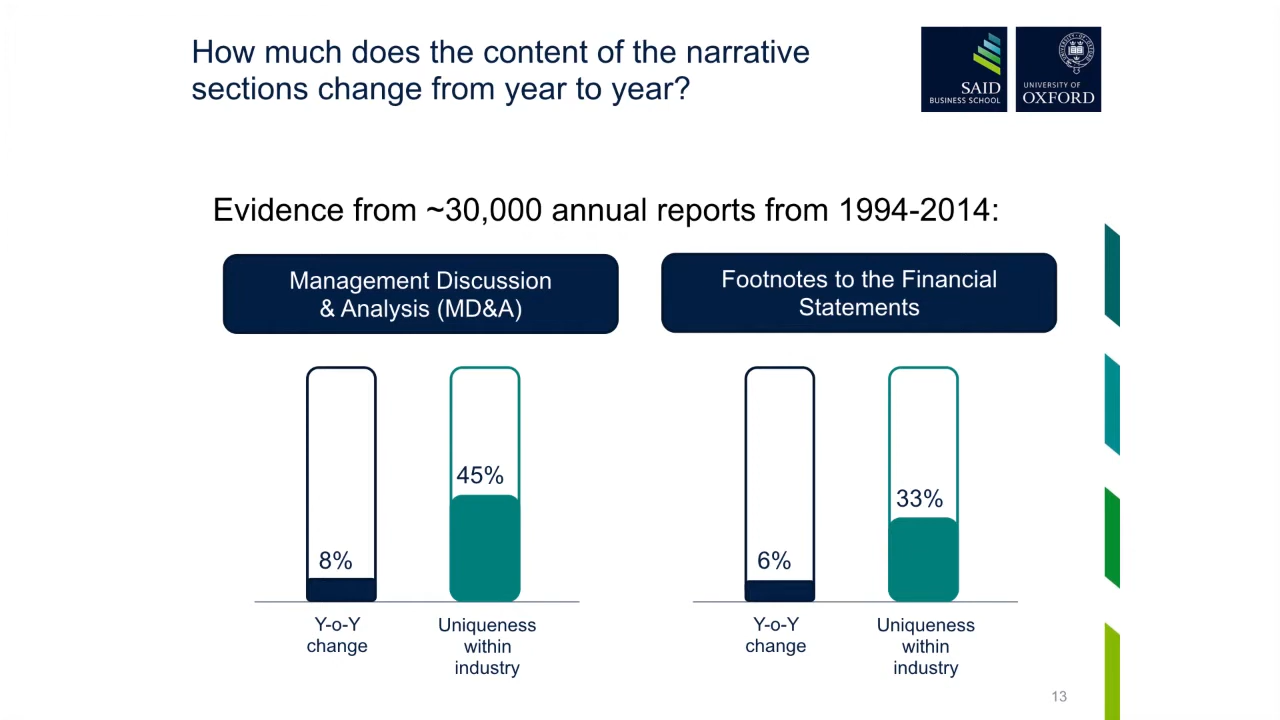 How much does the content of the narrative
sections change from year to year?
SAID
BUSINESS SCHOOL
UNIVERSITY OF
OXFORD
Evidence from ~30,000 annual reports from 1994-2014:
Management Discussion
& Analysis (MD&A)
Footnotes to the Financial
Statements
45%
8%
33%
6%
Y-o-Y
change
Uniqueness
within
industry
Y-o-Y
change
Uniqueness
within
industry
13